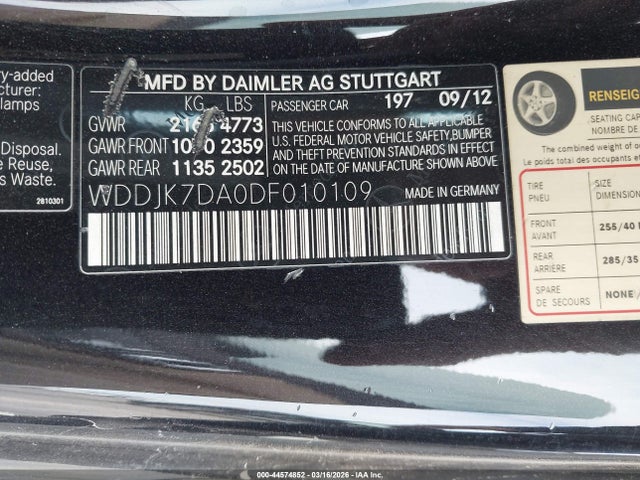 ry-added
acturer:
lamps
Disposal.
e Reuse,
s Waste.
2810301
MFD BY DAIMLER AG STUTTGART
KG LBS
GVWR 4773
GAWR FRONT 2359
GAWR REAR 1135 2502
PASSENGER CAR 197 09/12
THIS VEHICLE CONFORMS TO ALL APPLICABLE
U.S. FEDERAL MOTOR VEHICLE SAFETY, BUMPER
AND THEFT PREVENTION STANDARDS IN EFFECT
ON THE DATE OF MANUFACTURE SHOWN ABOVE.
WDDJK7DA0DF010109
MADE IN GERMANY
RENSEIG
SEATING CAP
NOMBRE DE
The combined weight of
Le poids total des occupants et
TIRE
PNEU
SIZE
DIMENSION
FRONT
AVANT
255/40
REAR
ARRIÈRE
285/35
SPARE
DE SECOURS
NONE
000-44574852 | 03/16/2026 | © IAA Inc.